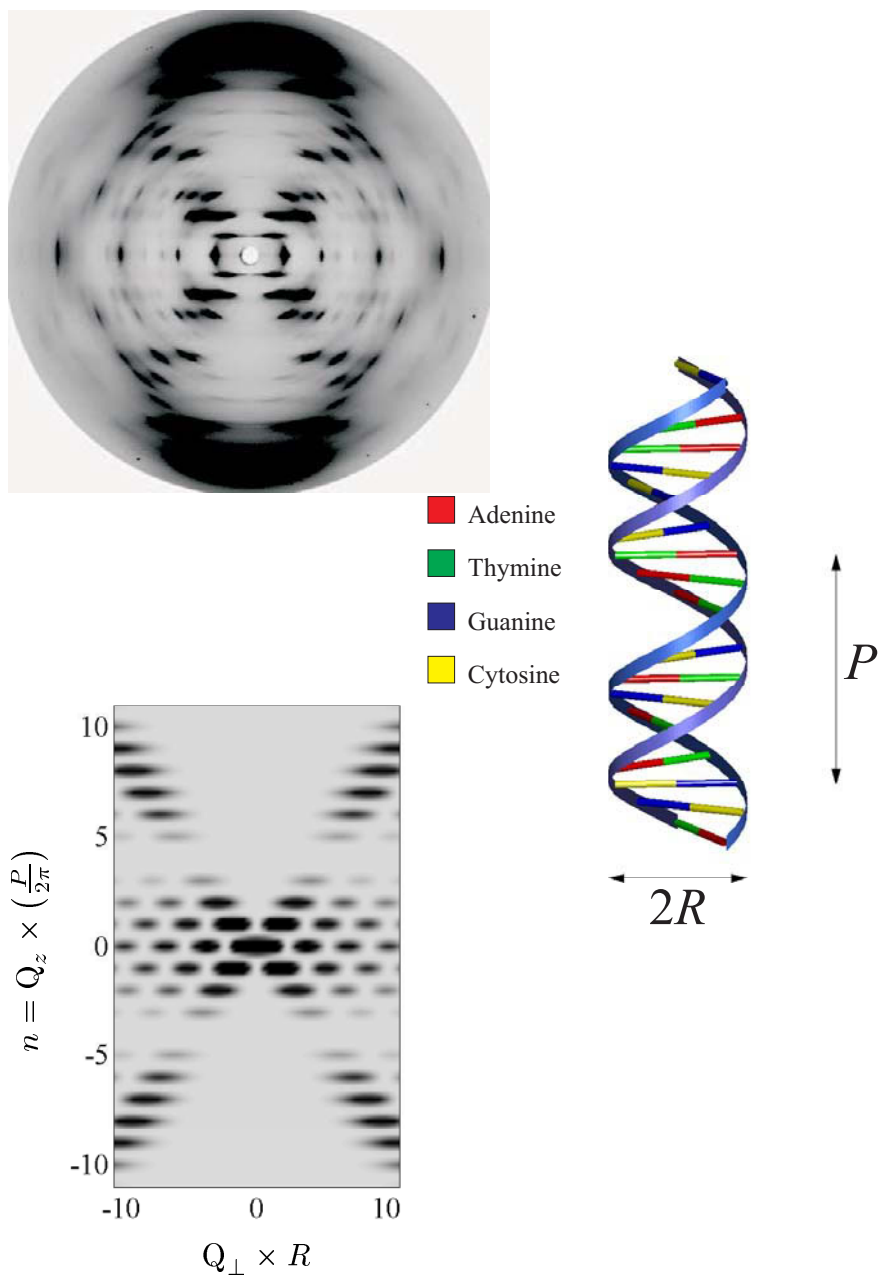 Adenine
Thymine
Guanine
Cytosine
P
2R
10
5
0
-5
-10
n = Q_z × (P/2π)
-10 0 10
Q_⊥ × R